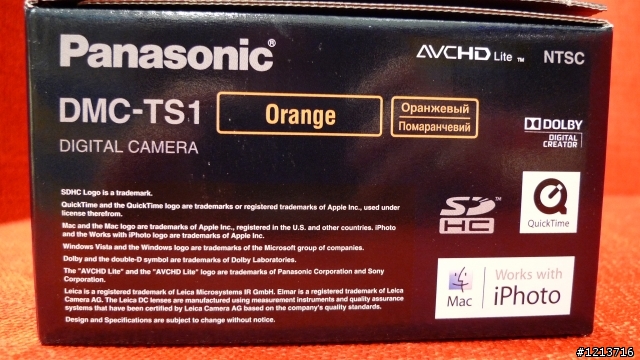 Panasonic®
AVCHD Lite ™
NTSC
DMC-TS1
Orange
Оранжевый
Помаранчевий
DIGITAL CAMERA
DOLBY
DIGITAL
CREATOR
SDHC Logo is a trademark.
QuickTime and the QuickTime logo are trademarks or registered trademarks of Apple Inc., used under
license therefrom.
Mac and the Mac logo are trademarks of Apple Inc., registered in the U.S. and other countries. iPhoto
and the Works with iPhoto logo are trademarks of Apple Inc.
Windows Vista and the Windows logo are trademarks of the Microsoft group of companies.
Dolby and the double-D symbol are trademarks of Dolby Laboratories.
The "AVCHD Lite" and the "AVCHD Lite" logo are trademarks of Panasonic Corporation and Sony
Corporation.
Leica is a registered trademark of Leica Microsystems IR GmbH. Elmar is a registered trademark of Leica
Camera AG. The Leica DC lenses are manufactured using measurement instruments and quality assurance
systems that have been certified by Leica Camera AG based on the company's quality standards.
Design and Specifications are subject to change without notice.
SD™
HC
QuickTime
Mac
Works with
iPhoto
#1213716